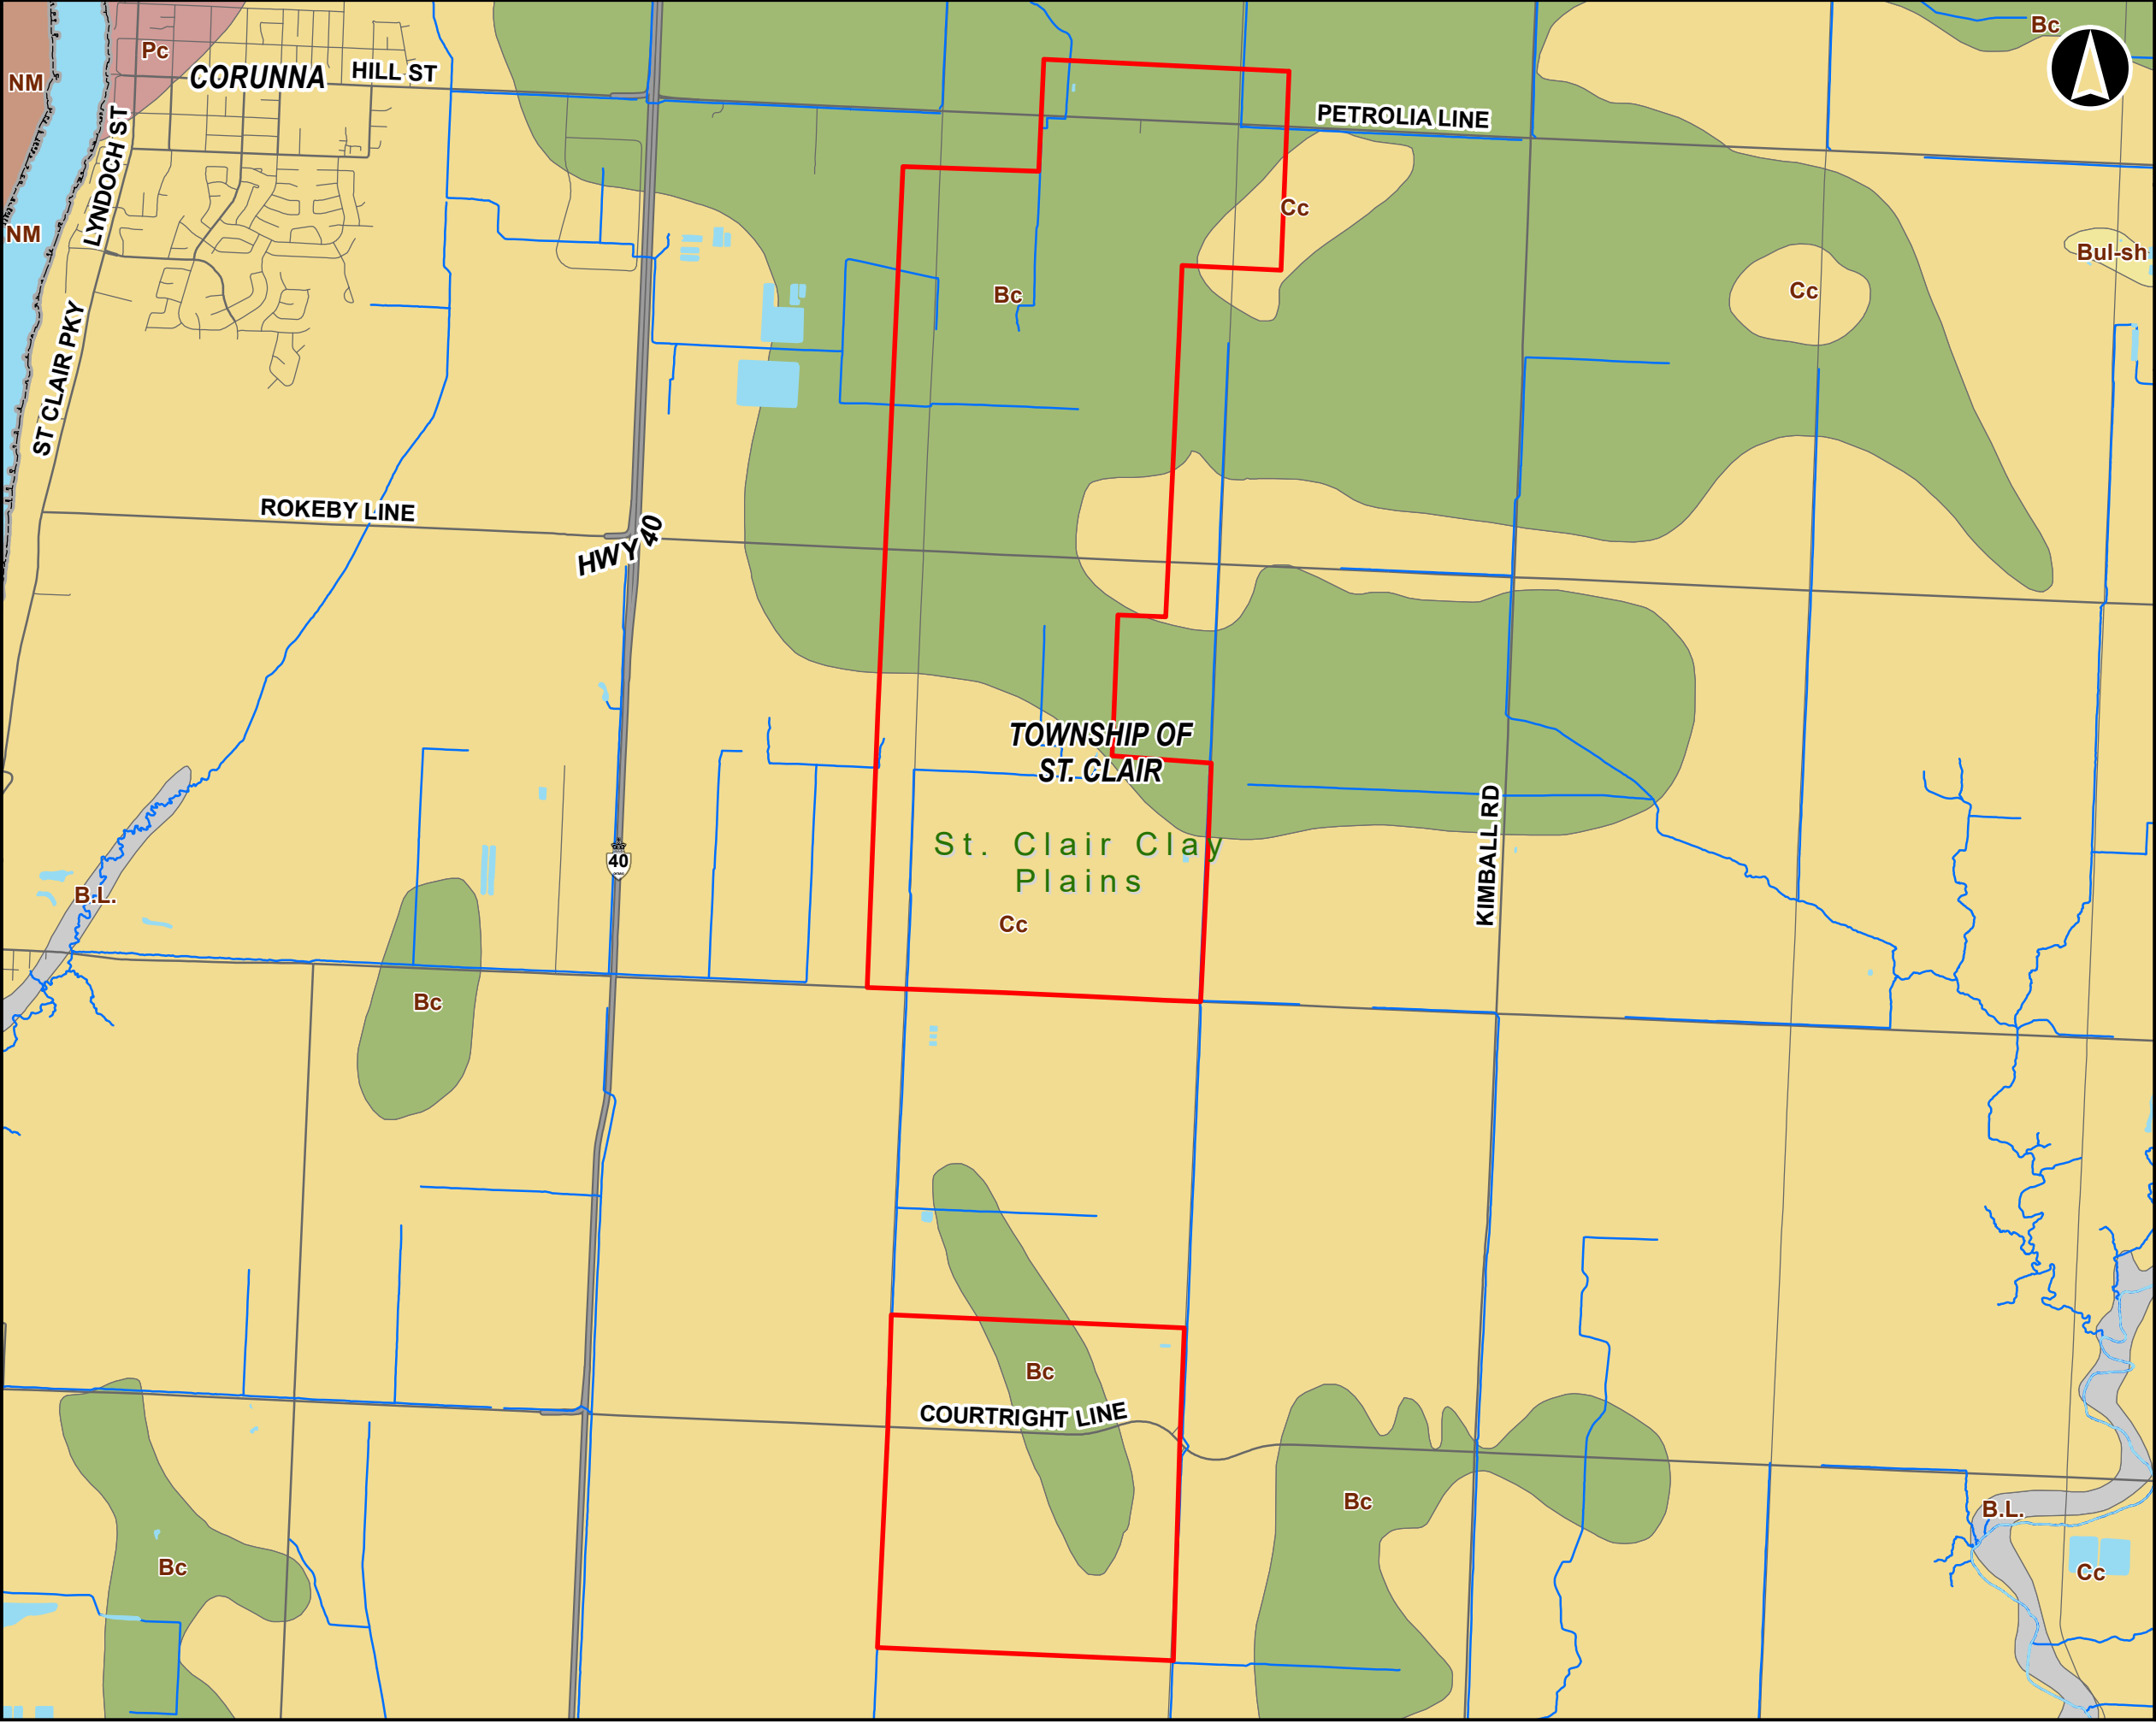 Bc
Pc
NM
CORUNNA
HILL ST
PETROLIA LINE
LYNDOCH ST
Cc
NM
Bul-sh
Bc
Cc
ST CLAIR PKY
ROKEBY LINE
HWY 40
TOWNSHIP OF
ST. CLAIR
KIMBALL RD
St. Clair Clay
Plains
40
B.L.
Cc
Bc
Bc
COURTRIGHT LINE
Bc
B.L.
Bc
Cc